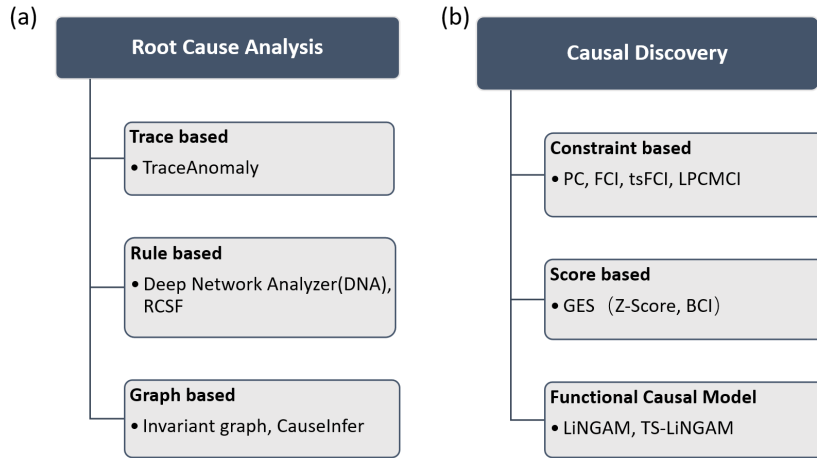 (a)
Root Cause Analysis
Trace based
• TraceAnomaly
Rule based
• Deep Network Analyzer(DNA),
RCSF
Graph based
• Invariant graph, CauseInfer
(b)
Causal Discovery
Constraint based
• PC, FCI, tsFCI, LPCMCI
Score based
• GES（Z-Score, BCI）
Functional Causal Model
• LiNGAM, TS-LiNGAM